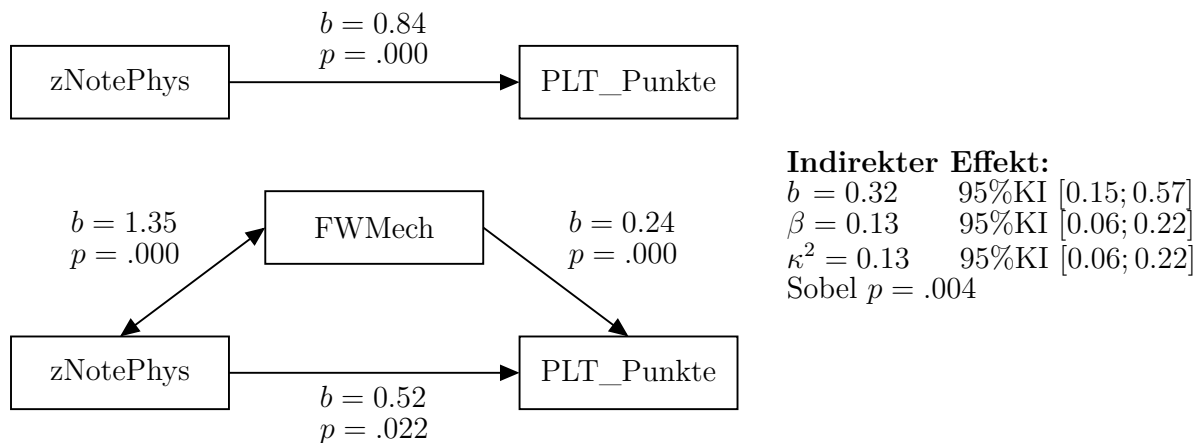 b = 0.84
p = .000
zNotePhys
PLT_Punkte
Indirekter Effekt:
b = 0.32 95%KI [0.15; 0.57]
β = 0.13 95%KI [0.06; 0.22]
κ² = 0.13 95%KI [0.06; 0.22]
Sobel p = .004
b = 1.35
p = .000
FWMech
b = 0.24
p = .000
zNotePhys
PLT_Punkte
b = 0.52
p = .022